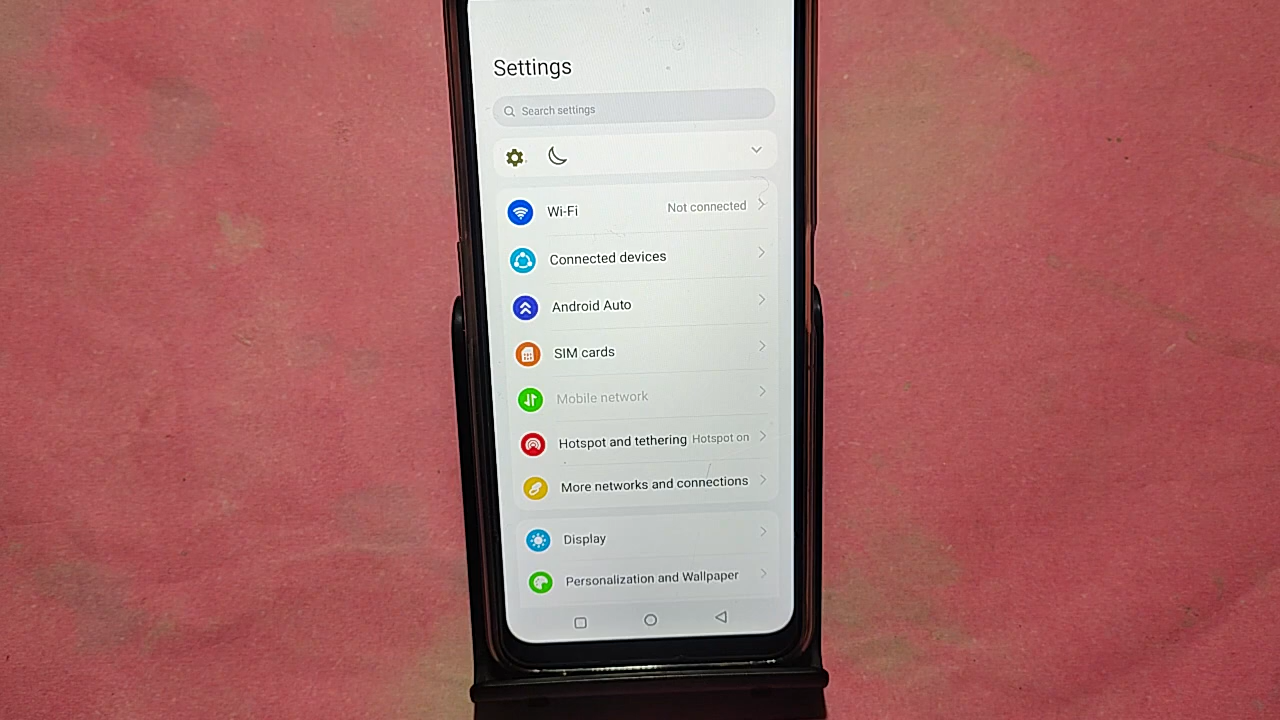 Settings
Search settings
Wi-Fi Not connected
Connected devices
Android Auto
SIM cards
Mobile network
Hotspot and tethering Hotspot on
More networks and connections
Display
Personalization and Wallpaper